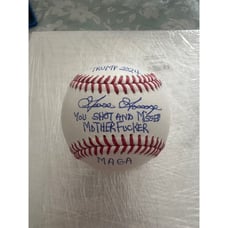 TRUMP 2024
YOU SHOT AND MISSED
MOTHERFUCKER
MAGA